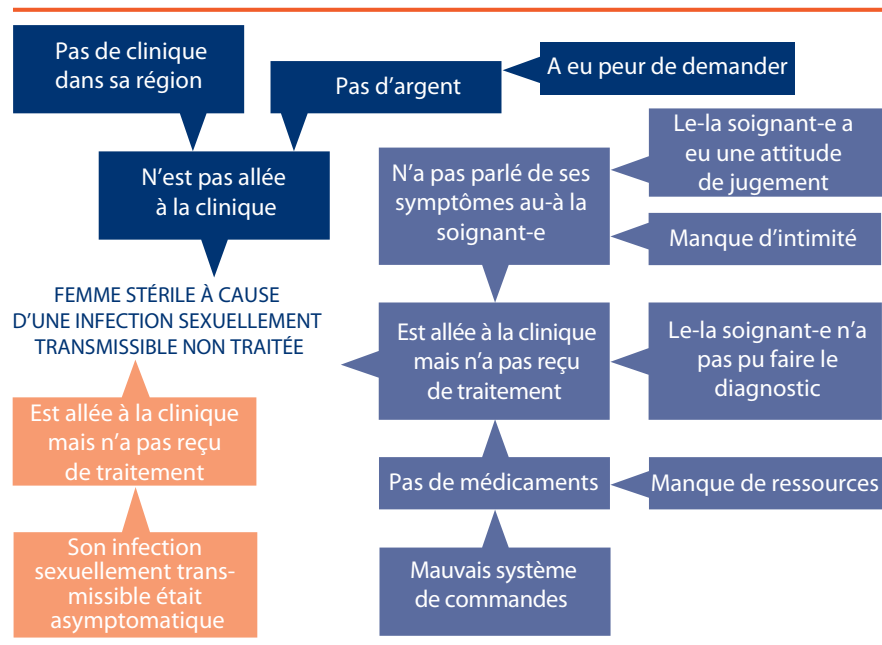 Pas de clinique
dans sa région
Pas d'argent
A eu peur de demander
N'est pas allée
à la clinique
N'a pas parlé de ses
symptômes au-à la
soignant-e
Le-la soignant-e a
eu une attitude
de jugement
Manque d'intimité
FEMME STÉRILE À CAUSE
D'UNE INFECTION SEXUELLEMENT
TRANSMISSIBLE NON TRAITÉE
Est allée à la clinique
mais n'a pas reçu
de traitement
Le-la soignant-e n'a
pas pu faire le
diagnostic
Est allée à la clinique
mais n'a pas reçu
de traitement
Pas de médicaments
Manque de ressources
Son infection
sexuellement trans-
missible était
asymptomatique
Mauvais système
de commandes